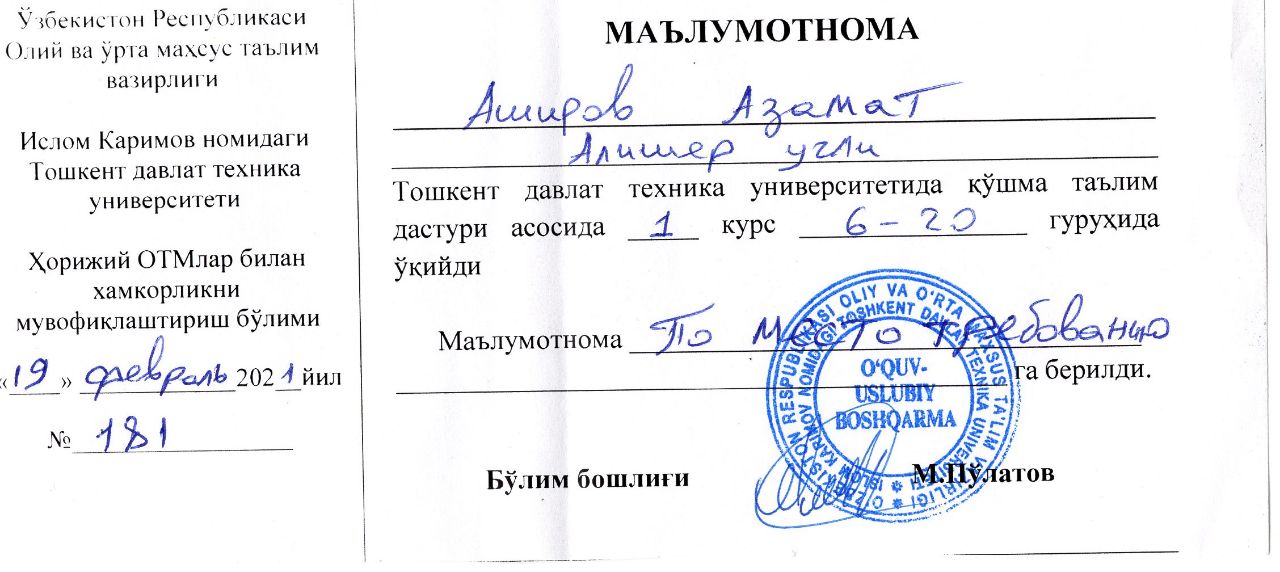 Ўзбекистон Республикаси
Олий ва ўрта махсус таълим
вазирлиги
Ислом Каримов номидаги
Тошкент давлат техника
университети
Ҳорижий ОТМлар билан
хамкорликни
мувофиқлаштириш бўлими
«19» февраль 2021 йил
№ 181
МАЪЛУМОТНОМА
Аширов Азамат
Алишер угли
Тошкент давлат техника университетида қўшма таълим
дастури асосида 1 курс 6-20 гуруҳида
ўқийди
Маълумотнома По место требованию
га берилди.
Бўлим бошлиғи М.Пўлатов
O‘ZBEKISTON RESPUBLIKASI OLIY VA O‘RTA MAXSUS TA'LIM VAZIRLIGI
ISLOM KARIMOV NOMIDAGI TOSHKENT DAVLAT TEXNIKA UNIVERSITETI
O‘QUV-
USLUBIY
BOSHQARMA